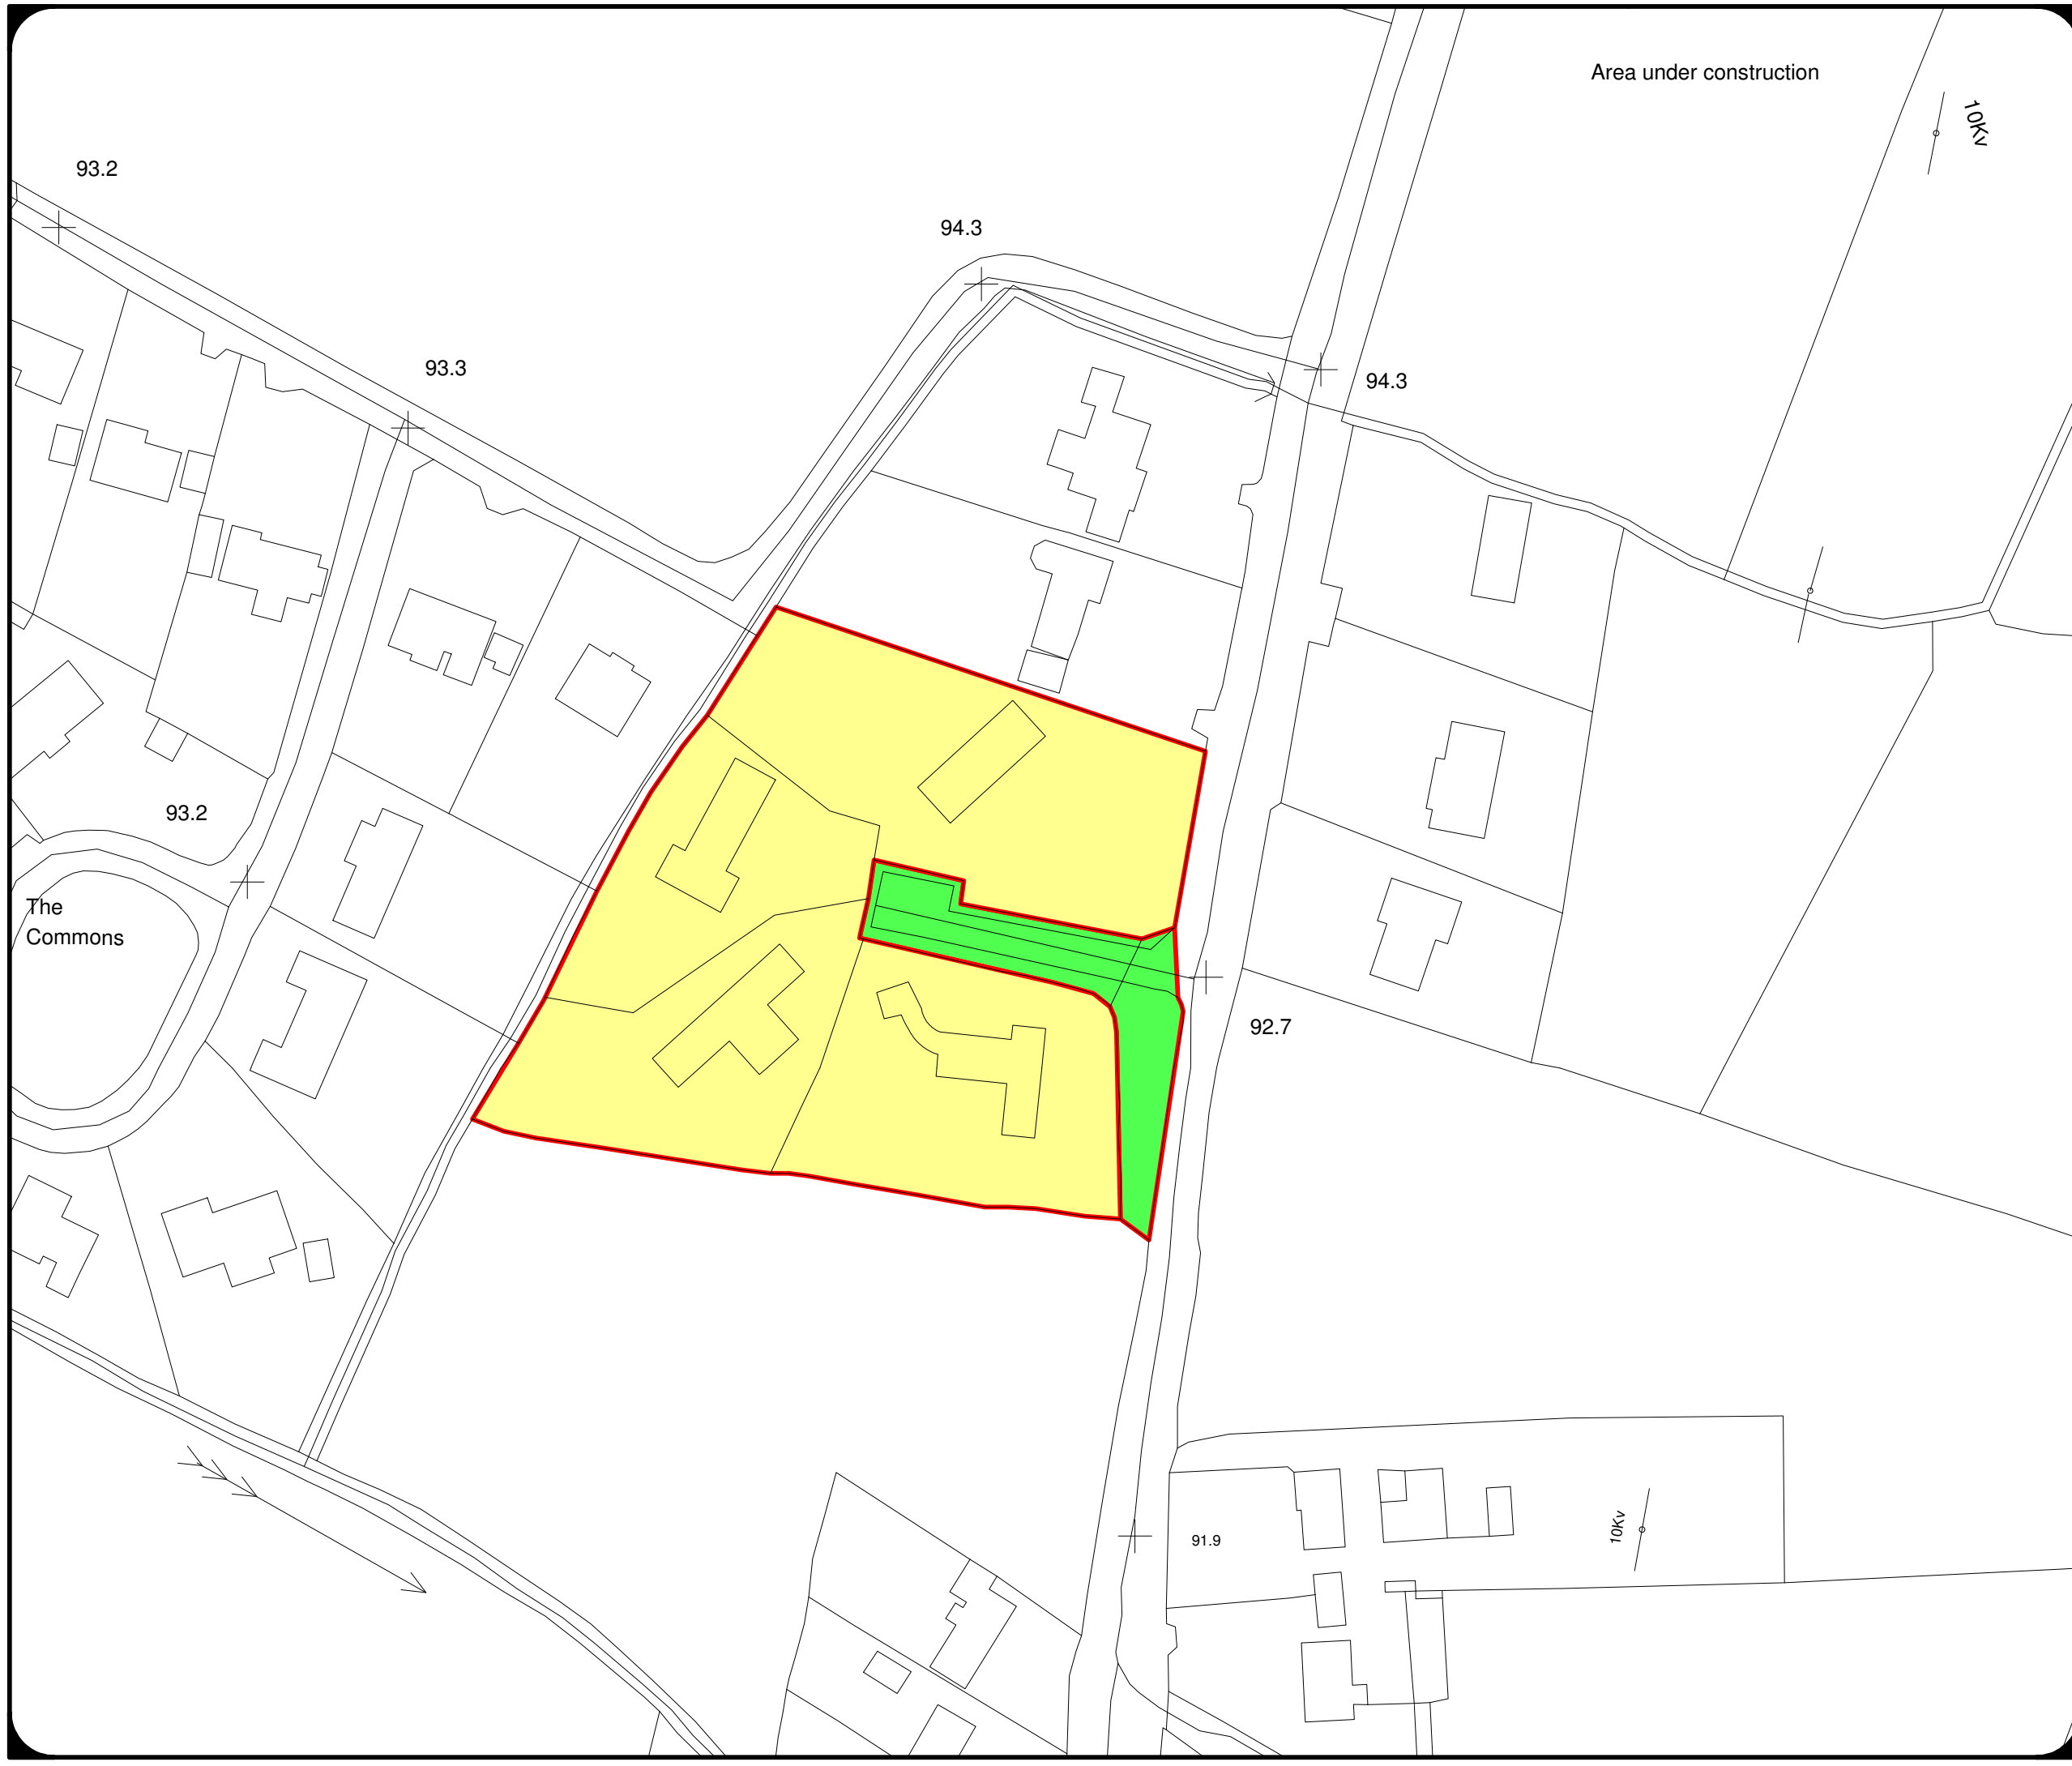 Area under construction
10Kv
93.2
94.3
93.3
94.3
93.2
The
Commons
92.7
91.9
10Kv